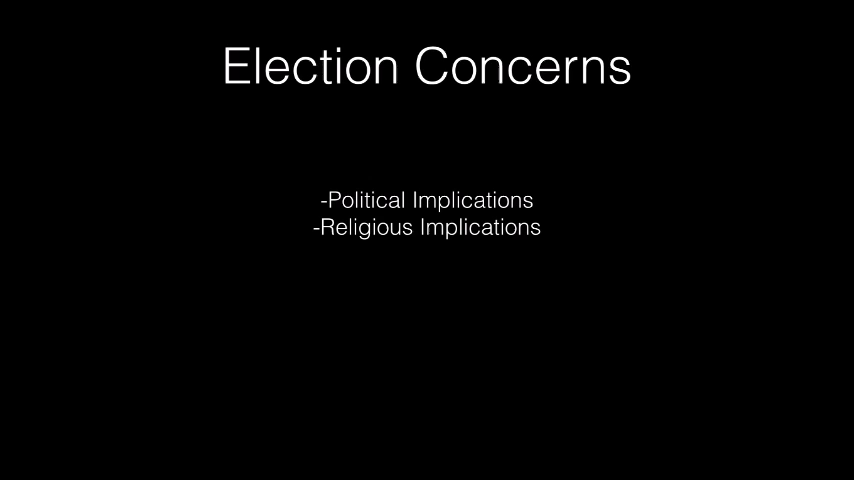 Election Concerns
-Political Implications
-Religious Implications